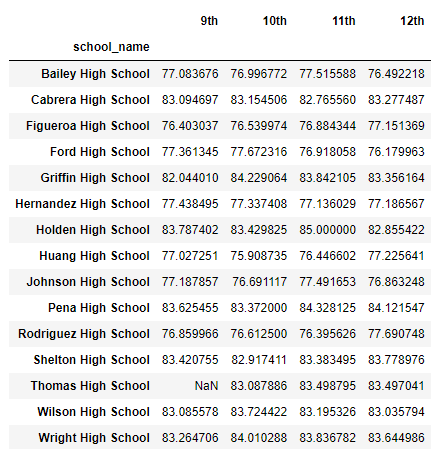 9th 10th 11th 12th
school_name
Bailey High School 77.083676 76.996772 77.515588 76.492218
Cabrera High School 83.094697 83.154506 82.765560 83.277487
Figueroa High School 76.403037 76.539974 76.884344 77.151369
Ford High School 77.361345 77.672316 76.918058 76.179963
Griffin High School 82.044010 84.229064 83.842105 83.356164
Hernandez High School 77.438495 77.337408 77.136029 77.186567
Holden High School 83.787402 83.429825 85.000000 82.855422
Huang High School 77.027251 75.908735 76.446602 77.225641
Johnson High School 77.187857 76.691117 77.491653 76.863248
Pena High School 83.625455 83.372000 84.328125 84.121547
Rodriguez High School 76.859966 76.612500 76.395626 77.690748
Shelton High School 83.420755 82.917411 83.383495 83.778976
Thomas High School NaN 83.087886 83.498795 83.497041
Wilson High School 83.085578 83.724422 83.195326 83.035794
Wright High School 83.264706 84.010288 83.836782 83.644986